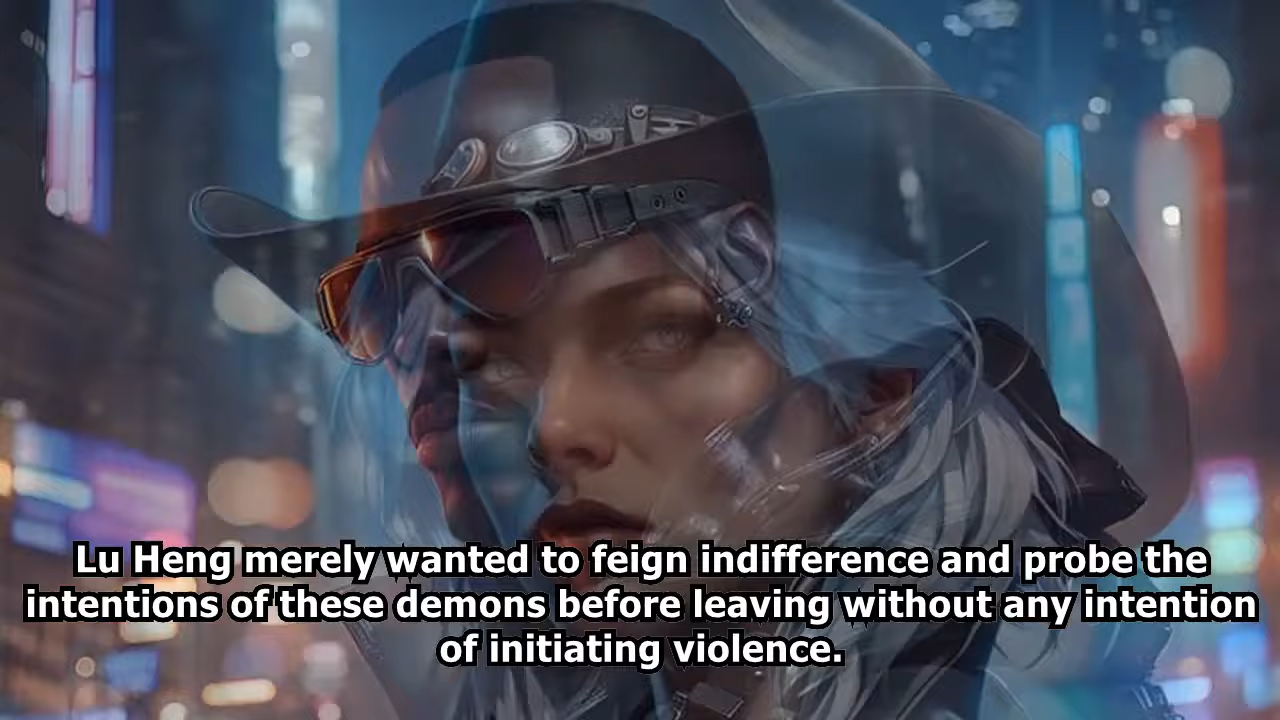 Lu Heng merely wanted to feign indifference and probe the
intentions of these demons before leaving without any intention
of initiating violence.